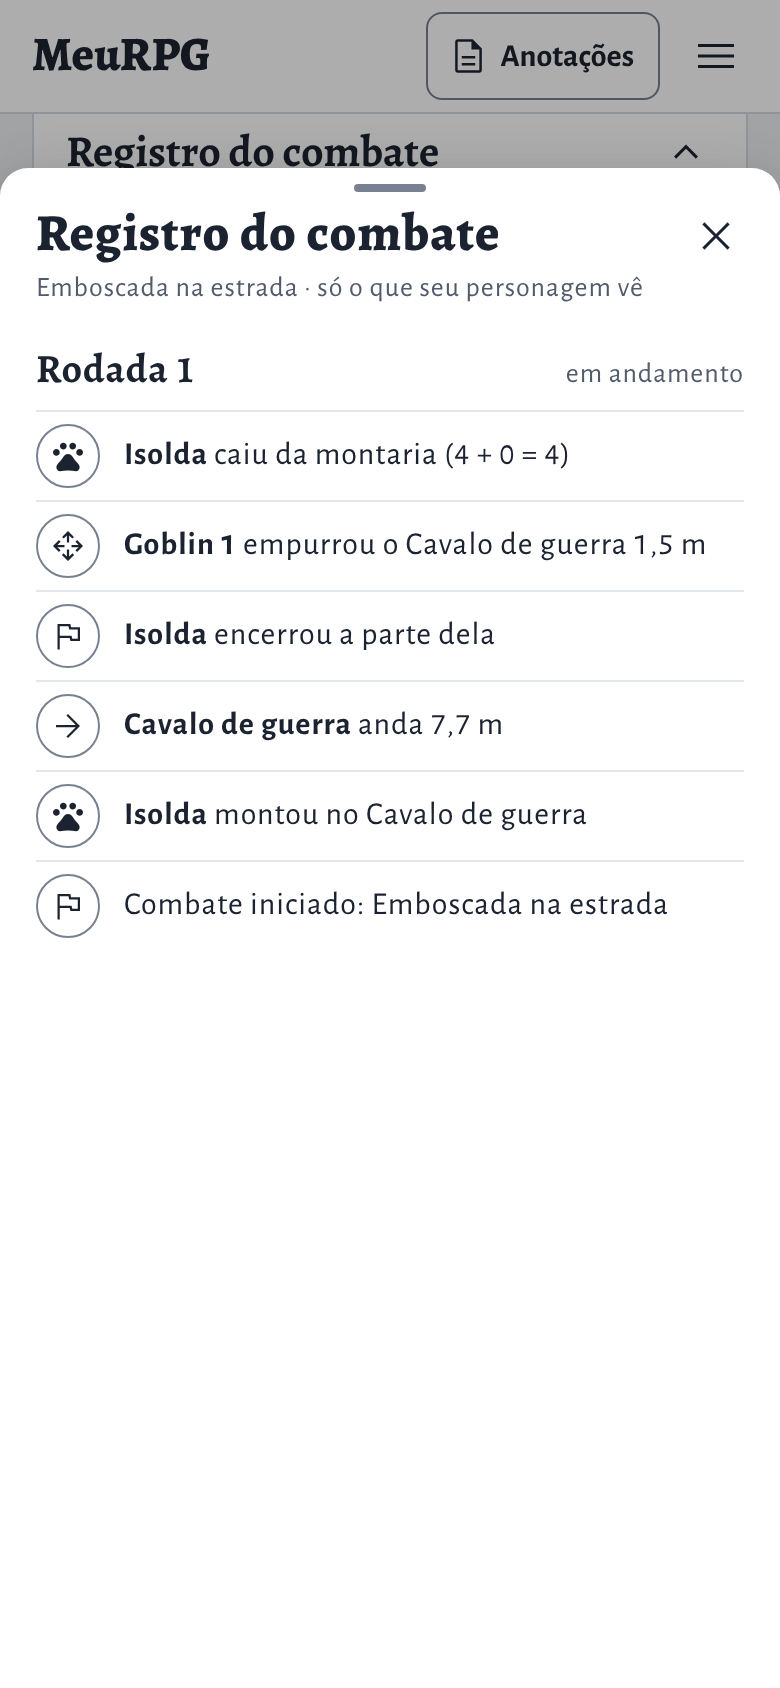 MeuRPG
Anotações
Registro do combate
Registro do combate
Emboscada na estrada · só o que seu personagem vê
Rodada 1
em andamento
Isolda caiu da montaria (4 + 0 = 4)
Goblin 1 empurrou o Cavalo de guerra 1,5 m
Isolda encerrou a parte dela
Cavalo de guerra anda 7,7 m
Isolda montou no Cavalo de guerra
Combate iniciado: Emboscada na estrada